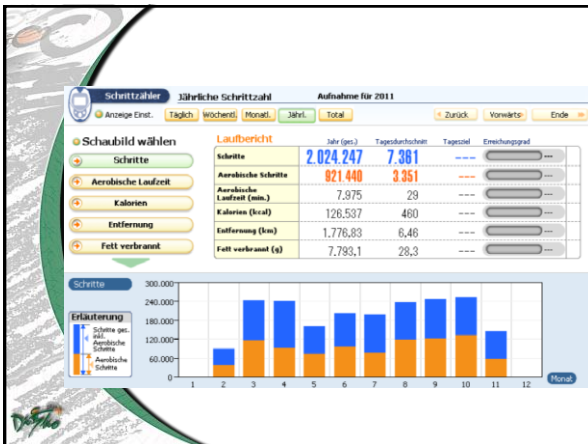 Schrittzähler Jährliche Schrittzahl Aufnahme für 2011
Anzeige Einst. Täglich Wöchentl. Monatl. Jährl. Total Zurück Vorwärts Ende
Schaubild wählen
Schritte
Aerobische Laufzeit
Kalorien
Entfernung
Fett verbrannt
Laufbericht Jahr (ges.) Tagesdurchschnitt Tagesziel Erreichungsgrad
Schritte 2.024.247 7.361 --- ---
Aerobische Schritte 921.440 3.351 --- ---
Aerobische
Laufzeit (min.) 7,975 29 --- ---
Kalorien (kcal) 126,537 460 --- ---
Entfernung (km) 1.776,83 6,46 --- ---
Fett verbrannt (g) 7.793,1 28,3 --- ---
Schritte
Erläuterung
Schritte ges.
inkl.
Aerobische
Schritte
Aerobische
Schritte
300.000
240.000
180.000
120.000
60.000
0
1 2 3 4 5 6 7 8 9 10 11 12 Monat